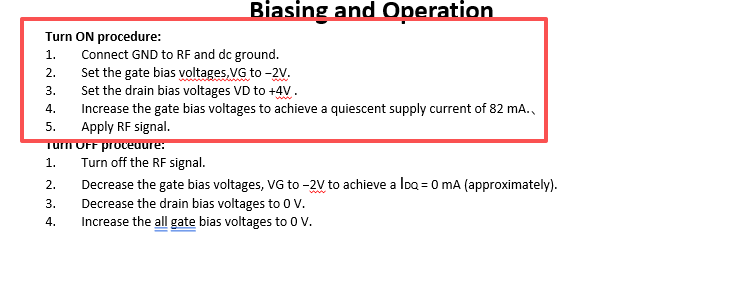 Biasing and Operation
Turn ON procedure:
1. Connect GND to RF and dc ground.
2. Set the gate bias voltages,VG to −2V.
3. Set the drain bias voltages VD to +4V .
4. Increase the gate bias voltages to achieve a quiescent supply current of 82 mA.、
5. Apply RF signal.
Turn OFF procedure:
1. Turn off the RF signal.
2. Decrease the gate bias voltages, VG to −2V to achieve a IDQ = 0 mA (approximately).
3. Decrease the drain bias voltages to 0 V.
4. Increase the all gate bias voltages to 0 V.